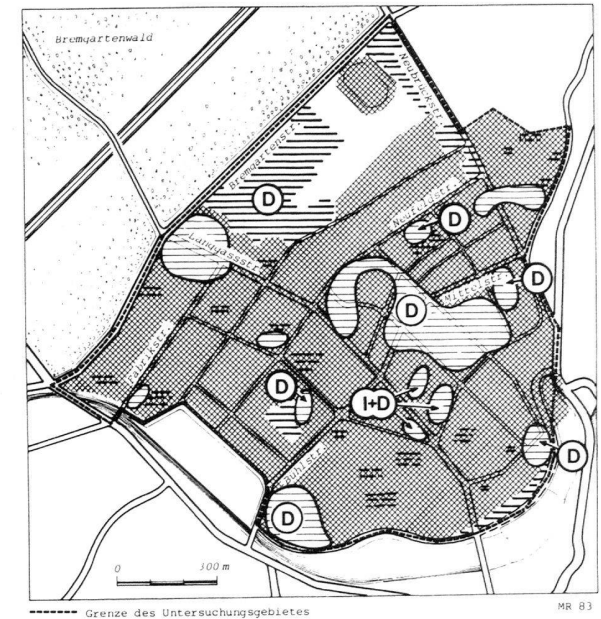 Bremgartenwald
Neubrückstr.
Bremgartenstr.
D
Neufeldstr.
D
Länggassstr.
Mittelstr.
D
D
Fabrikstr.
D
I+D
D
Bühlstr.
D
0 300 m
Grenze des Untersuchungsgebietes
MR 83